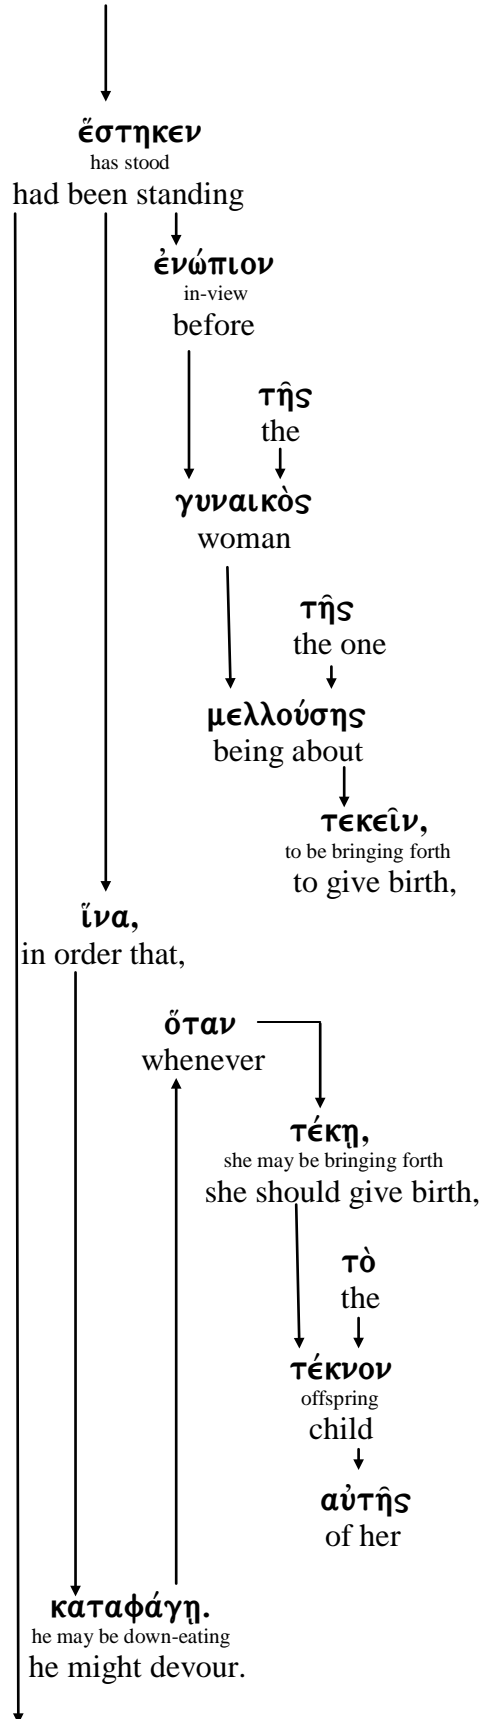 ἕστηκεν
has stood
had been standing
ἐνώπιον
in-view
before
τῆς
the
γυναικὸς
woman
τῆς
the one
μελλούσης
being about
τεκεῖν,
to be bringing forth
to give birth,
ἵνα,
in order that,
ὅταν
whenever
τέκῃ,
she may be bringing forth
she should give birth,
τὸ
the
τέκνον
offspring
child
αὐτῆς
of her
καταφάγῃ.
he may be down-eating
he might devour.